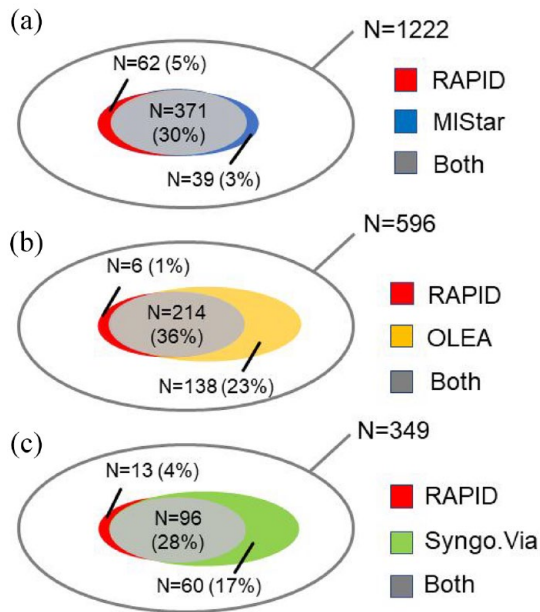 (a)
N=1222
N=62 (5%)
RAPID
N=371
(30%)
MIStar
N=39 (3%)
Both
(b)
N=596
N=6 (1%)
RAPID
N=214
(36%)
OLEA
N=138 (23%)
Both
(c)
N=349
N=13 (4%)
RAPID
N=96
(28%)
Syngo.Via
N=60 (17%)
Both